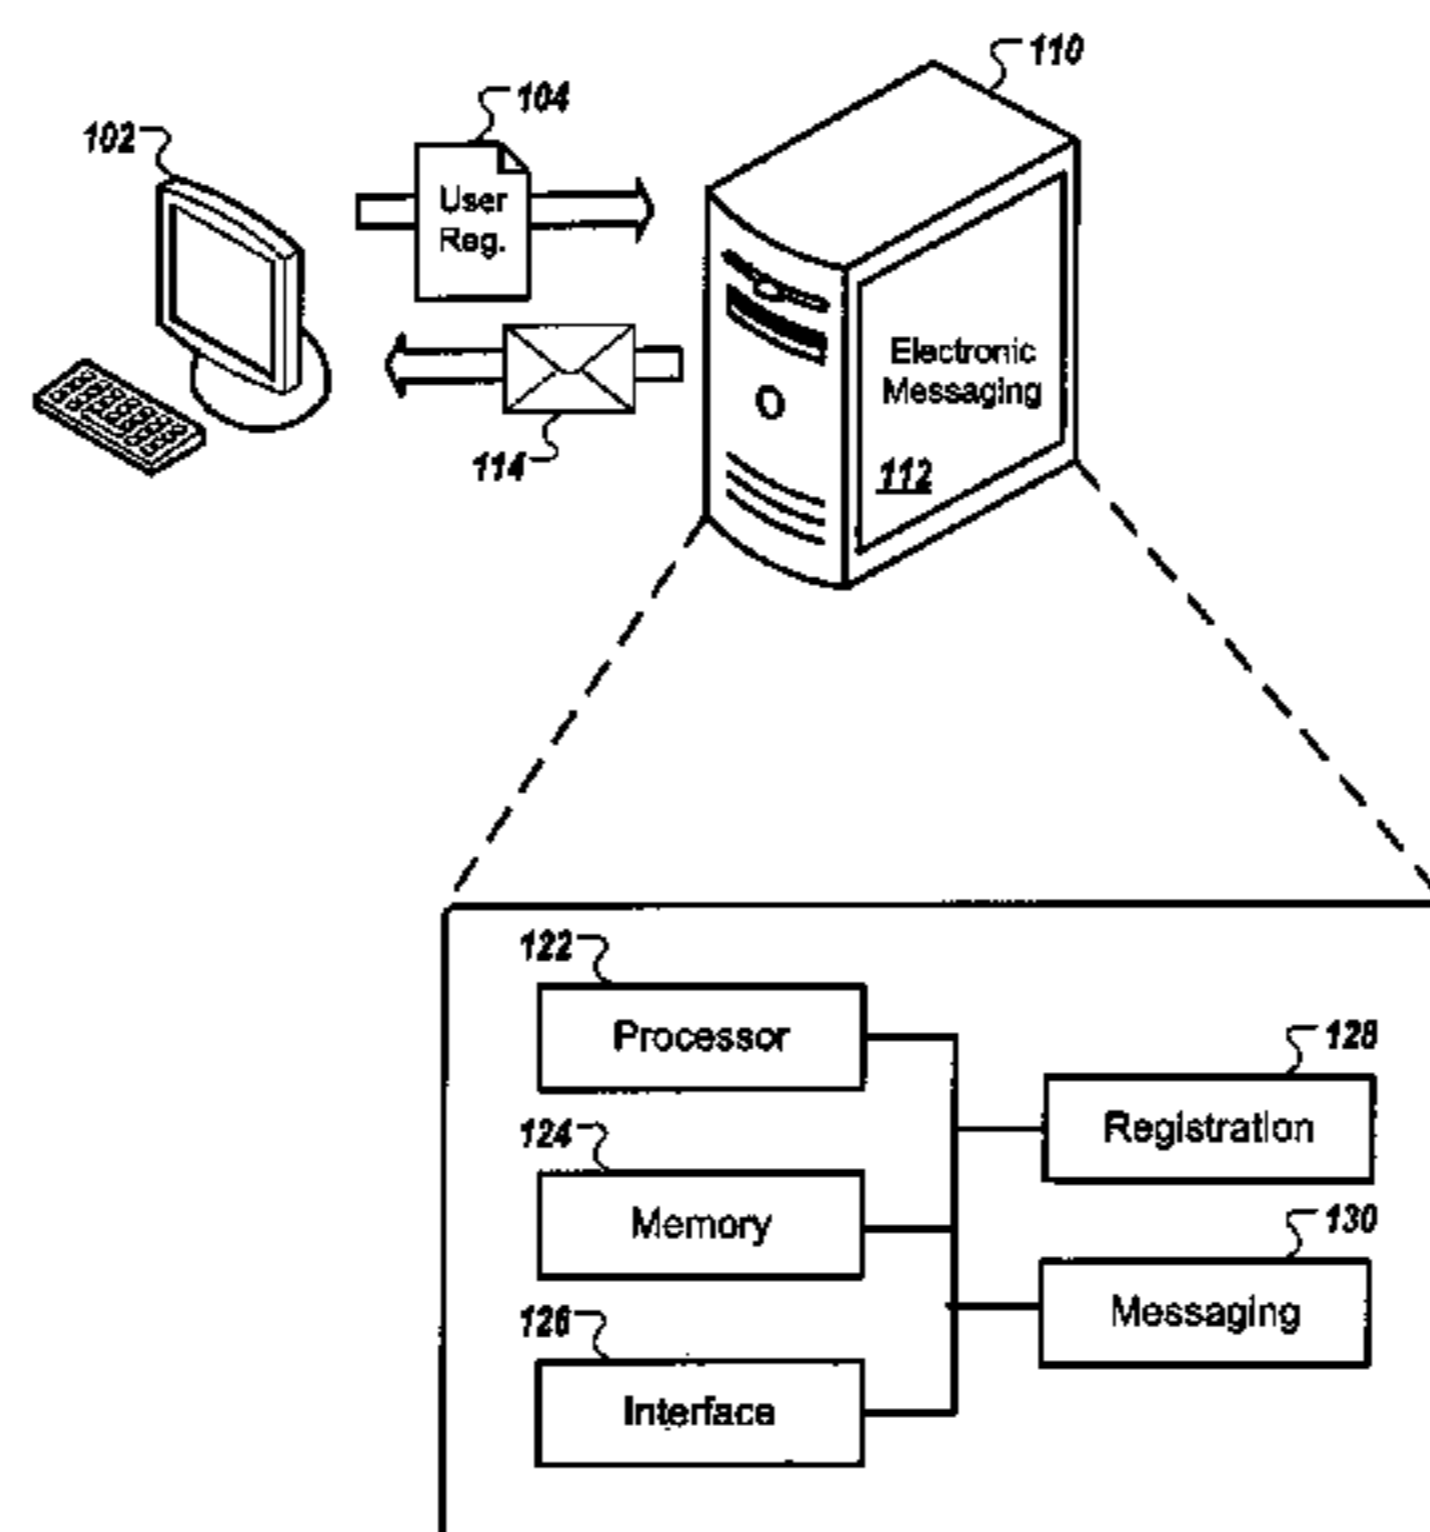 110
104
102
User
Reg.
Electronic
Messaging
112
114
122
Processor
128
Registration
124
Memory
130
Messaging
126
Interface